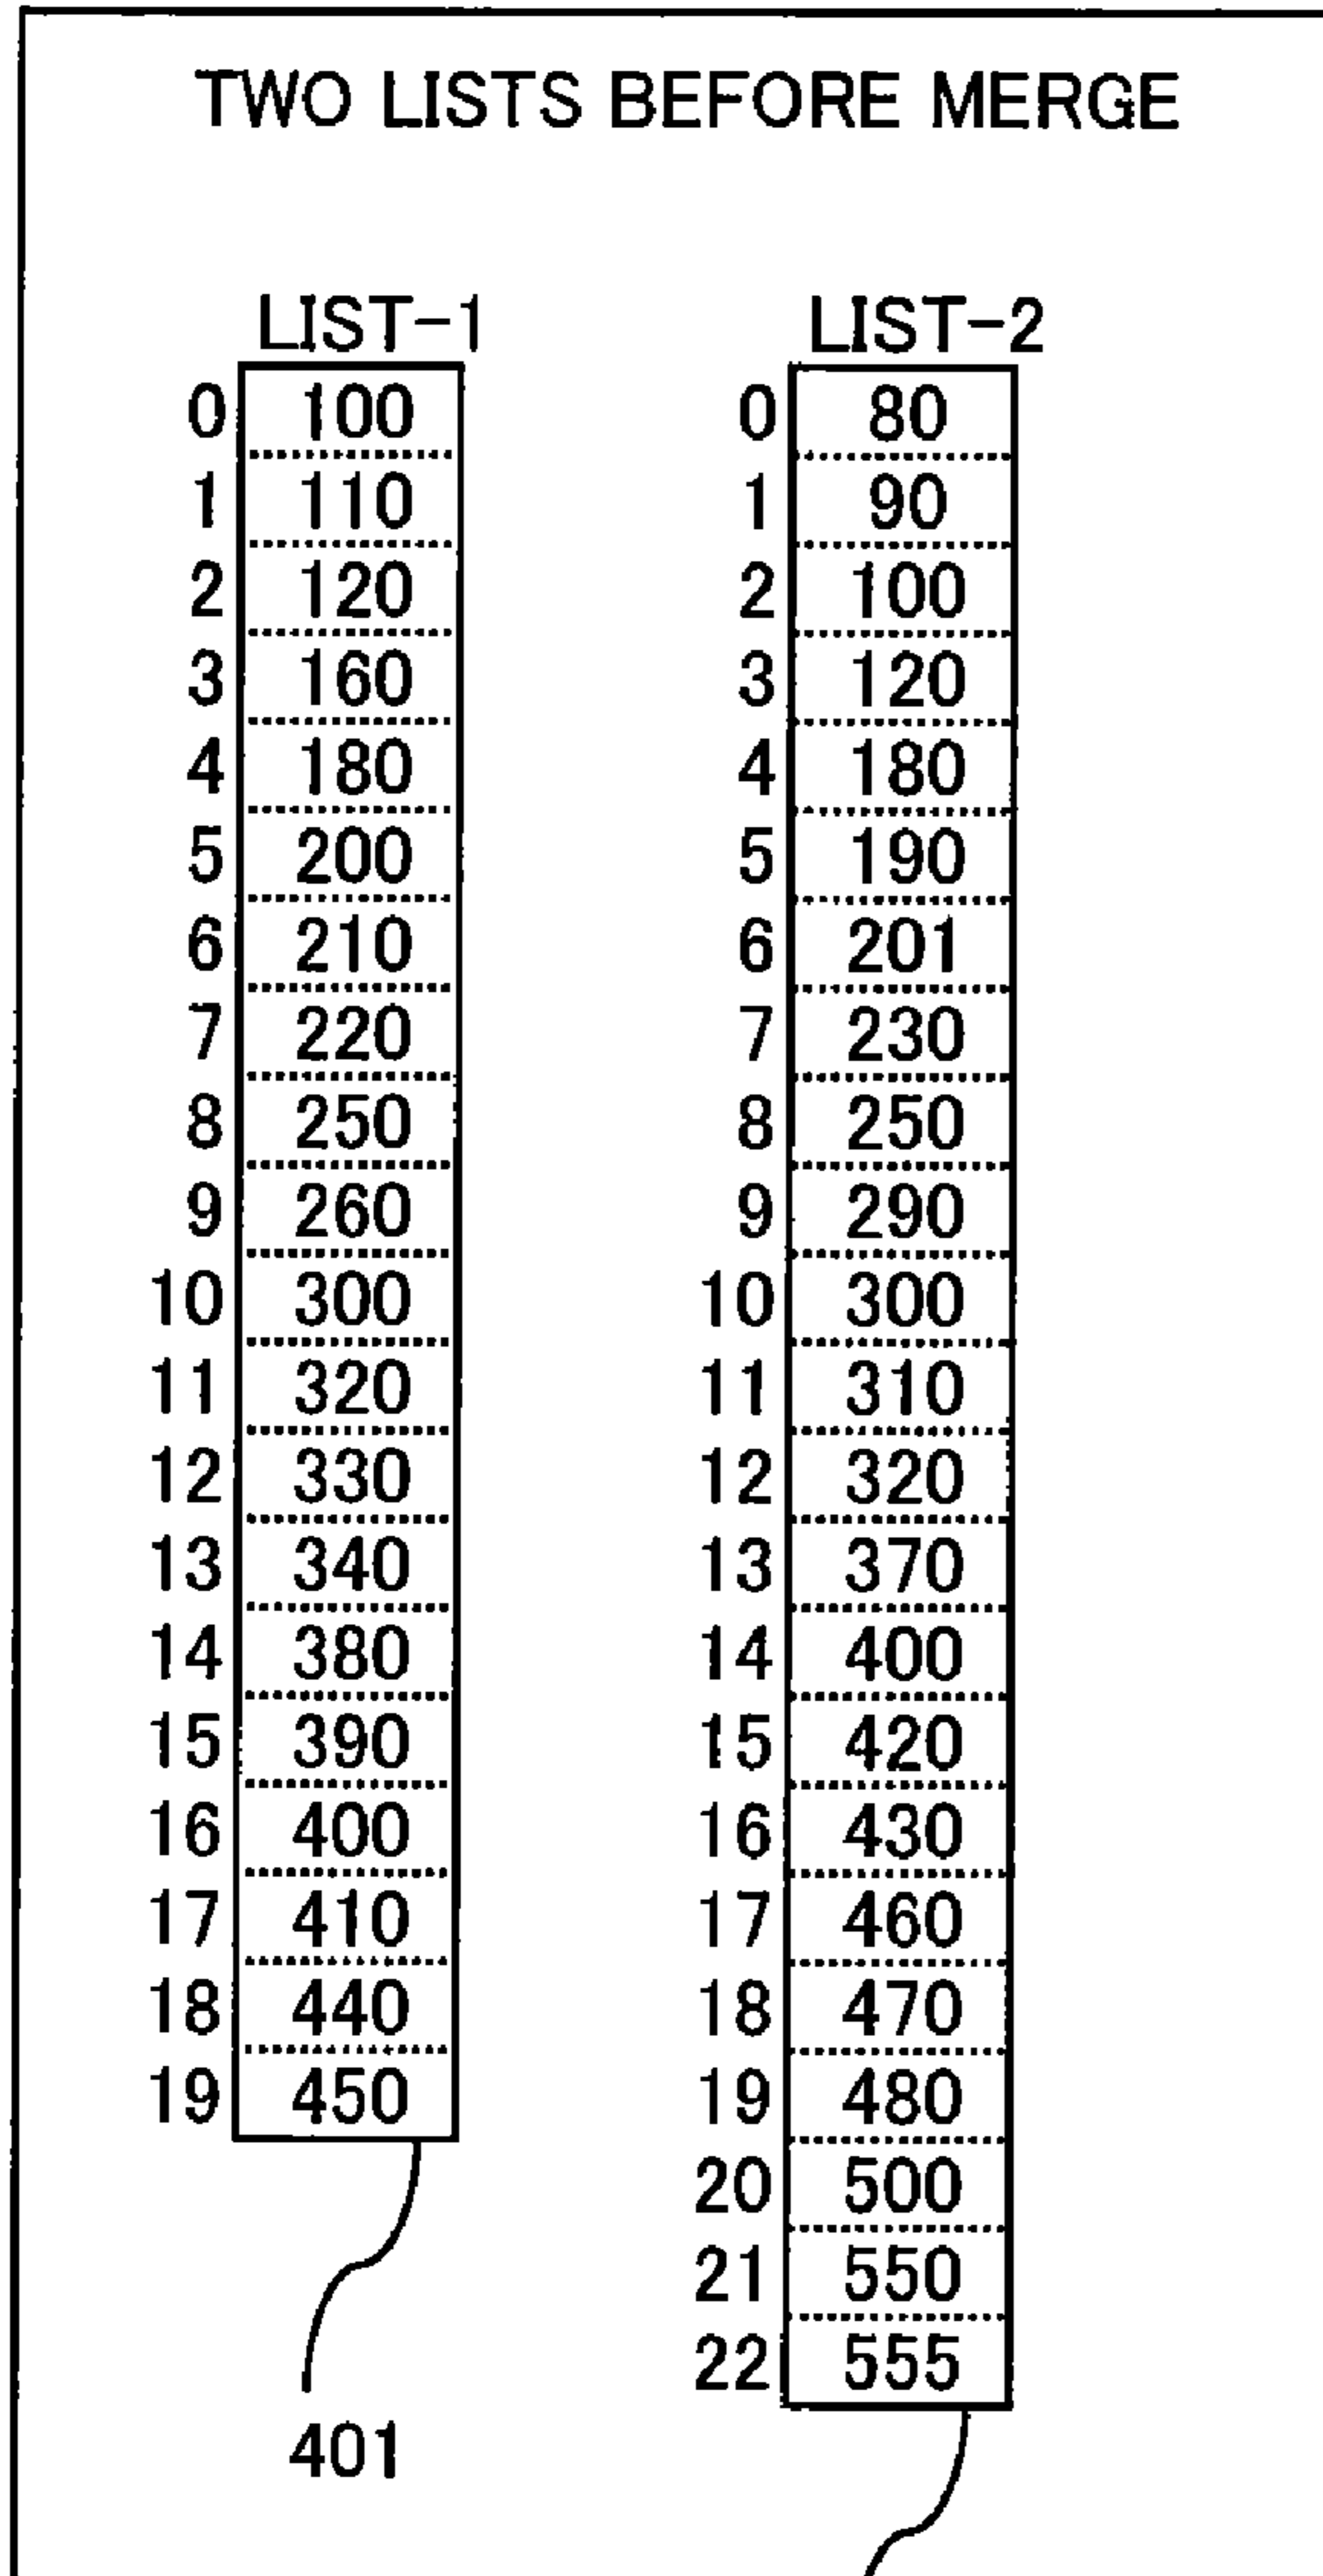 TWO LISTS BEFORE MERGE
LIST-1 LIST-2
0 100 0 80
1 110 1 90
2 120 2 100
3 160 3 120
4 180 4 180
5 200 5 190
6 210 6 201
7 220 7 230
8 250 8 250
9 260 9 290
10 300 10 300
11 320 11 310
12 330 12 320
13 340 13 370
14 380 14 400
15 390 15 420
16 400 16 430
17 410 17 460
18 440 18 470
19 450 19 480
20 500
21 550
22 555
401